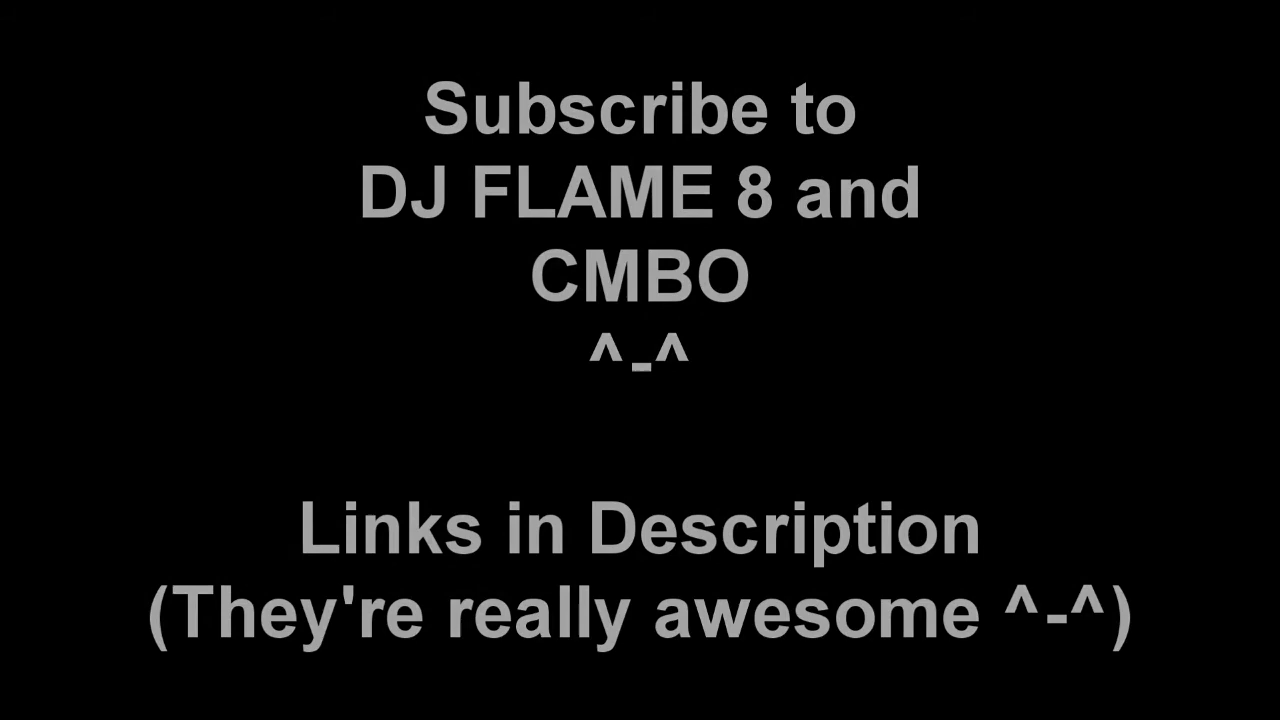 Subscribe to
DJ FLAME 8 and
CMBO
^-^
Links in Description
(They're really awesome ^-^)